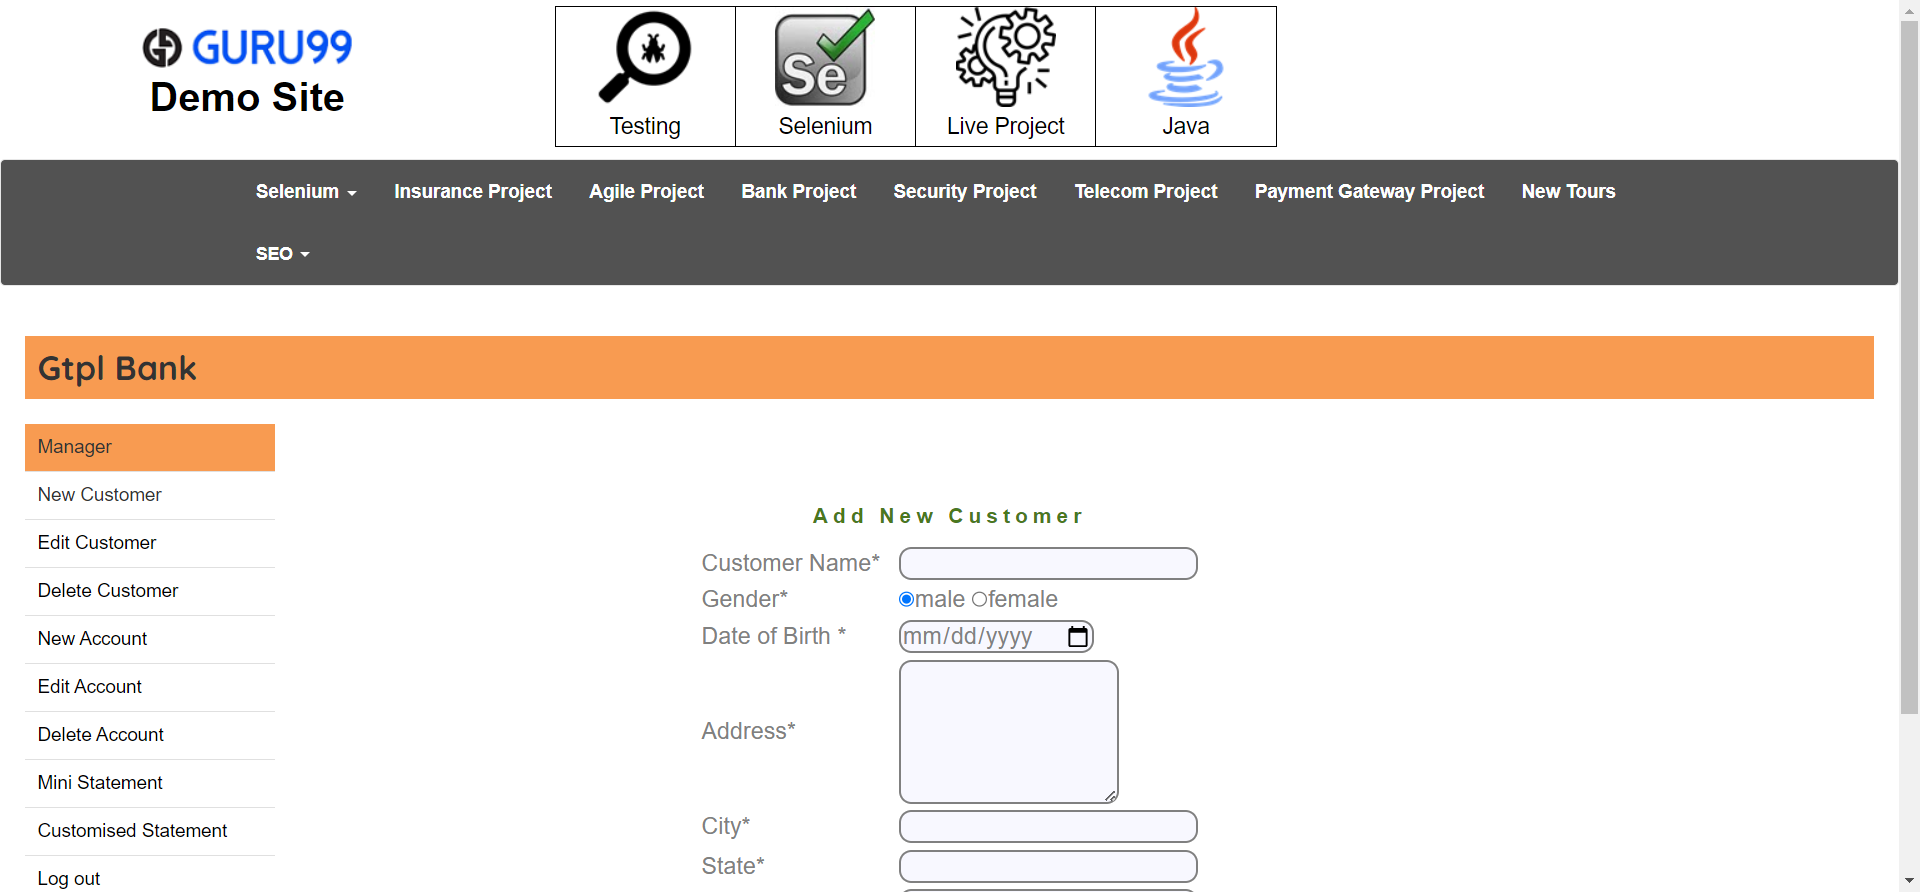 GURU99
Demo Site
Testing
Se
Selenium
Live Project
Java
Selenium
Insurance Project
Agile Project
Bank Project
Security Project
Telecom Project
Payment Gateway Project
New Tours
SEO
Gtpl Bank
Manager
New Customer
Edit Customer
Delete Customer
New Account
Edit Account
Delete Account
Mini Statement
Customised Statement
Log out
Add New Customer
Customer Name*
Gender*
male female
Date of Birth *
mm/dd/yyyy
Address*
City*
State*